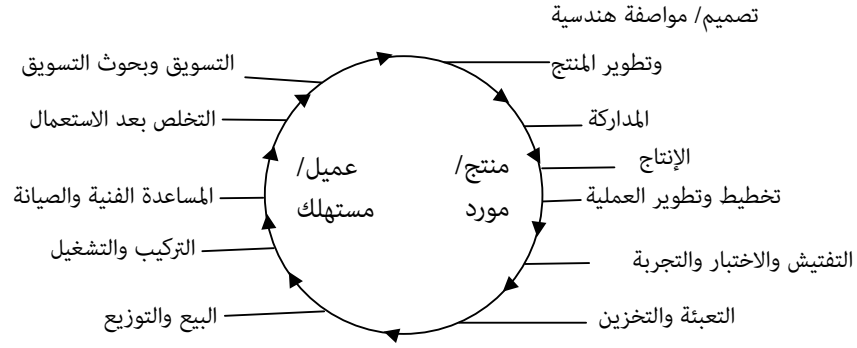 تصميم/ مواصفة هندسية
وتطوير المنتج
التسويق وبحوث التسويق
المداركة
التخلص بعد الاستعمال
الإنتاج
منتج/
مورد
عميل/
مستهلك
تخطيط وتطوير العملية
المساعدة الفنية والصيانة
التركيب والتشغيل
التفتيش والاختبار والتجربة
التعبئة والتخزين
البيع والتوزيع